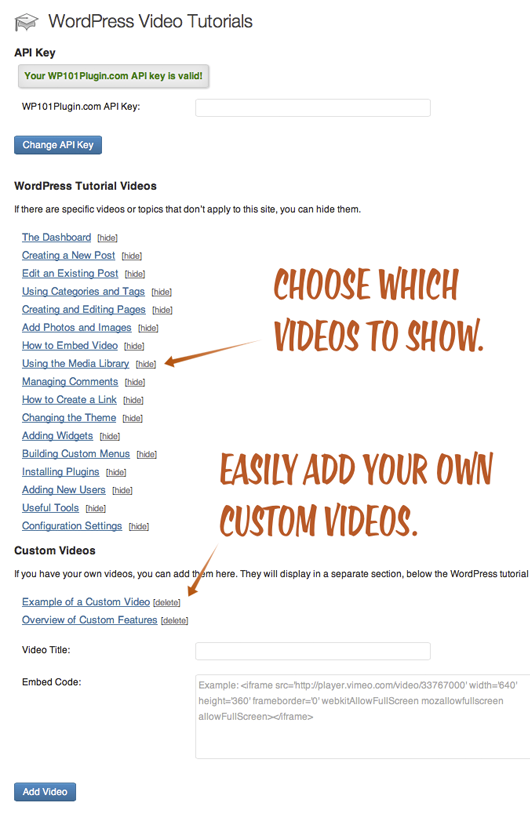 WordPress Video Tutorials
API Key
Your WP101Plugin.com API key is valid!
WP101Plugin.com API Key:
Change API Key
WordPress Tutorial Videos
If there are specific videos or topics that don't apply to this site, you can hide them.
The Dashboard [hide]
Creating a New Post [hide]
Edit an Existing Post [hide]
Using Categories and Tags [hide]
Creating and Editing Pages [hide]
Add Photos and Images [hide]
How to Embed Video [hide]
Using the Media Library [hide]
Managing Comments [hide]
How to Create a Link [hide]
Changing the Theme [hide]
Adding Widgets [hide]
Building Custom Menus [hide]
Installing Plugins [hide]
Adding New Users [hide]
Useful Tools [hide]
Configuration Settings [hide]
CHOOSE WHICH
VIDEOS TO SHOW.
EASILY ADD YOUR OWN
CUSTOM VIDEOS.
Custom Videos
If you have your own videos, you can add them here. They will display in a separate section, below the WordPress tutorial
Example of a Custom Video [delete]
Overview of Custom Features [delete]
Video Title:
Embed Code:
Example: <iframe src='http://player.vimeo.com/video/33767000' width='640'
height='360' frameborder='0' webkitAllowFullScreen mozallowfullscreen
allowFullScreen></iframe>
Add Video